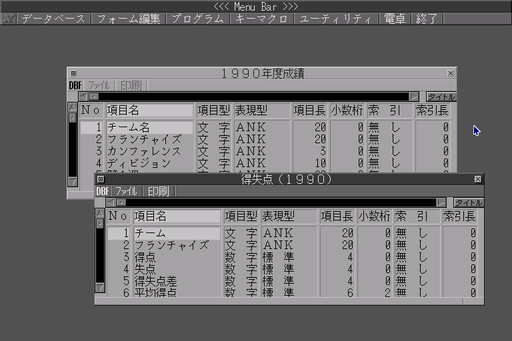 <<< Menu Bar >>>
データベース フォーム編集 プログラム キーマクロ ユーティリティ 電卓 終了
1990年度成績
DBF ファイル 印刷
タイトル
No 項目名 項目型 表現型 項目長 小数桁 索 引 索引長
1 チーム名 文 字 ANK 20 0 無 し 0
2 フランチャイズ 文 字 ANK 20 0 無 し 0
3 カンファレンス 文 字 ANK 3 0 無 し 0
4 ディビジョン 文 字 ANK 10 0 無 し 0
得失点(1990)
DBF ファイル 印刷
タイトル
No 項目名 項目型 表現型 項目長 小数桁 索 引 索引長
1 チーム 文 字 ANK 20 0 無 し 0
2 フランチャイズ 文 字 ANK 20 0 無 し 0
3 得点 数 字 標 準 4 0 無 し 0
4 失点 数 字 標 準 4 0 無 し 0
5 得失点差 数 字 標 準 4 0 無 し 0
6 平均得点 数 字 標 準 6 2 無 し 0